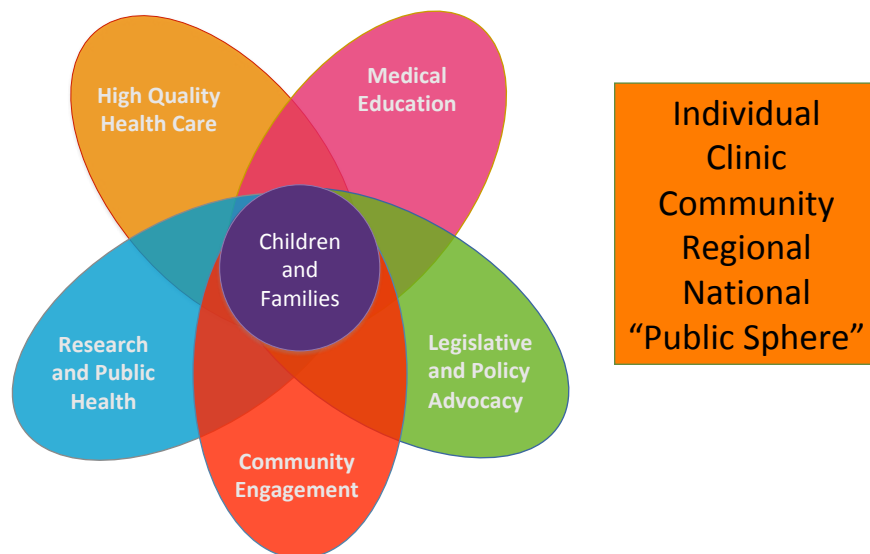 High Quality
Health Care
Medical
Education
Children
and
Families
Research
and Public
Health
Legislative
and Policy
Advocacy
Community
Engagement
Individual
Clinic
Community
Regional
National
“Public Sphere”